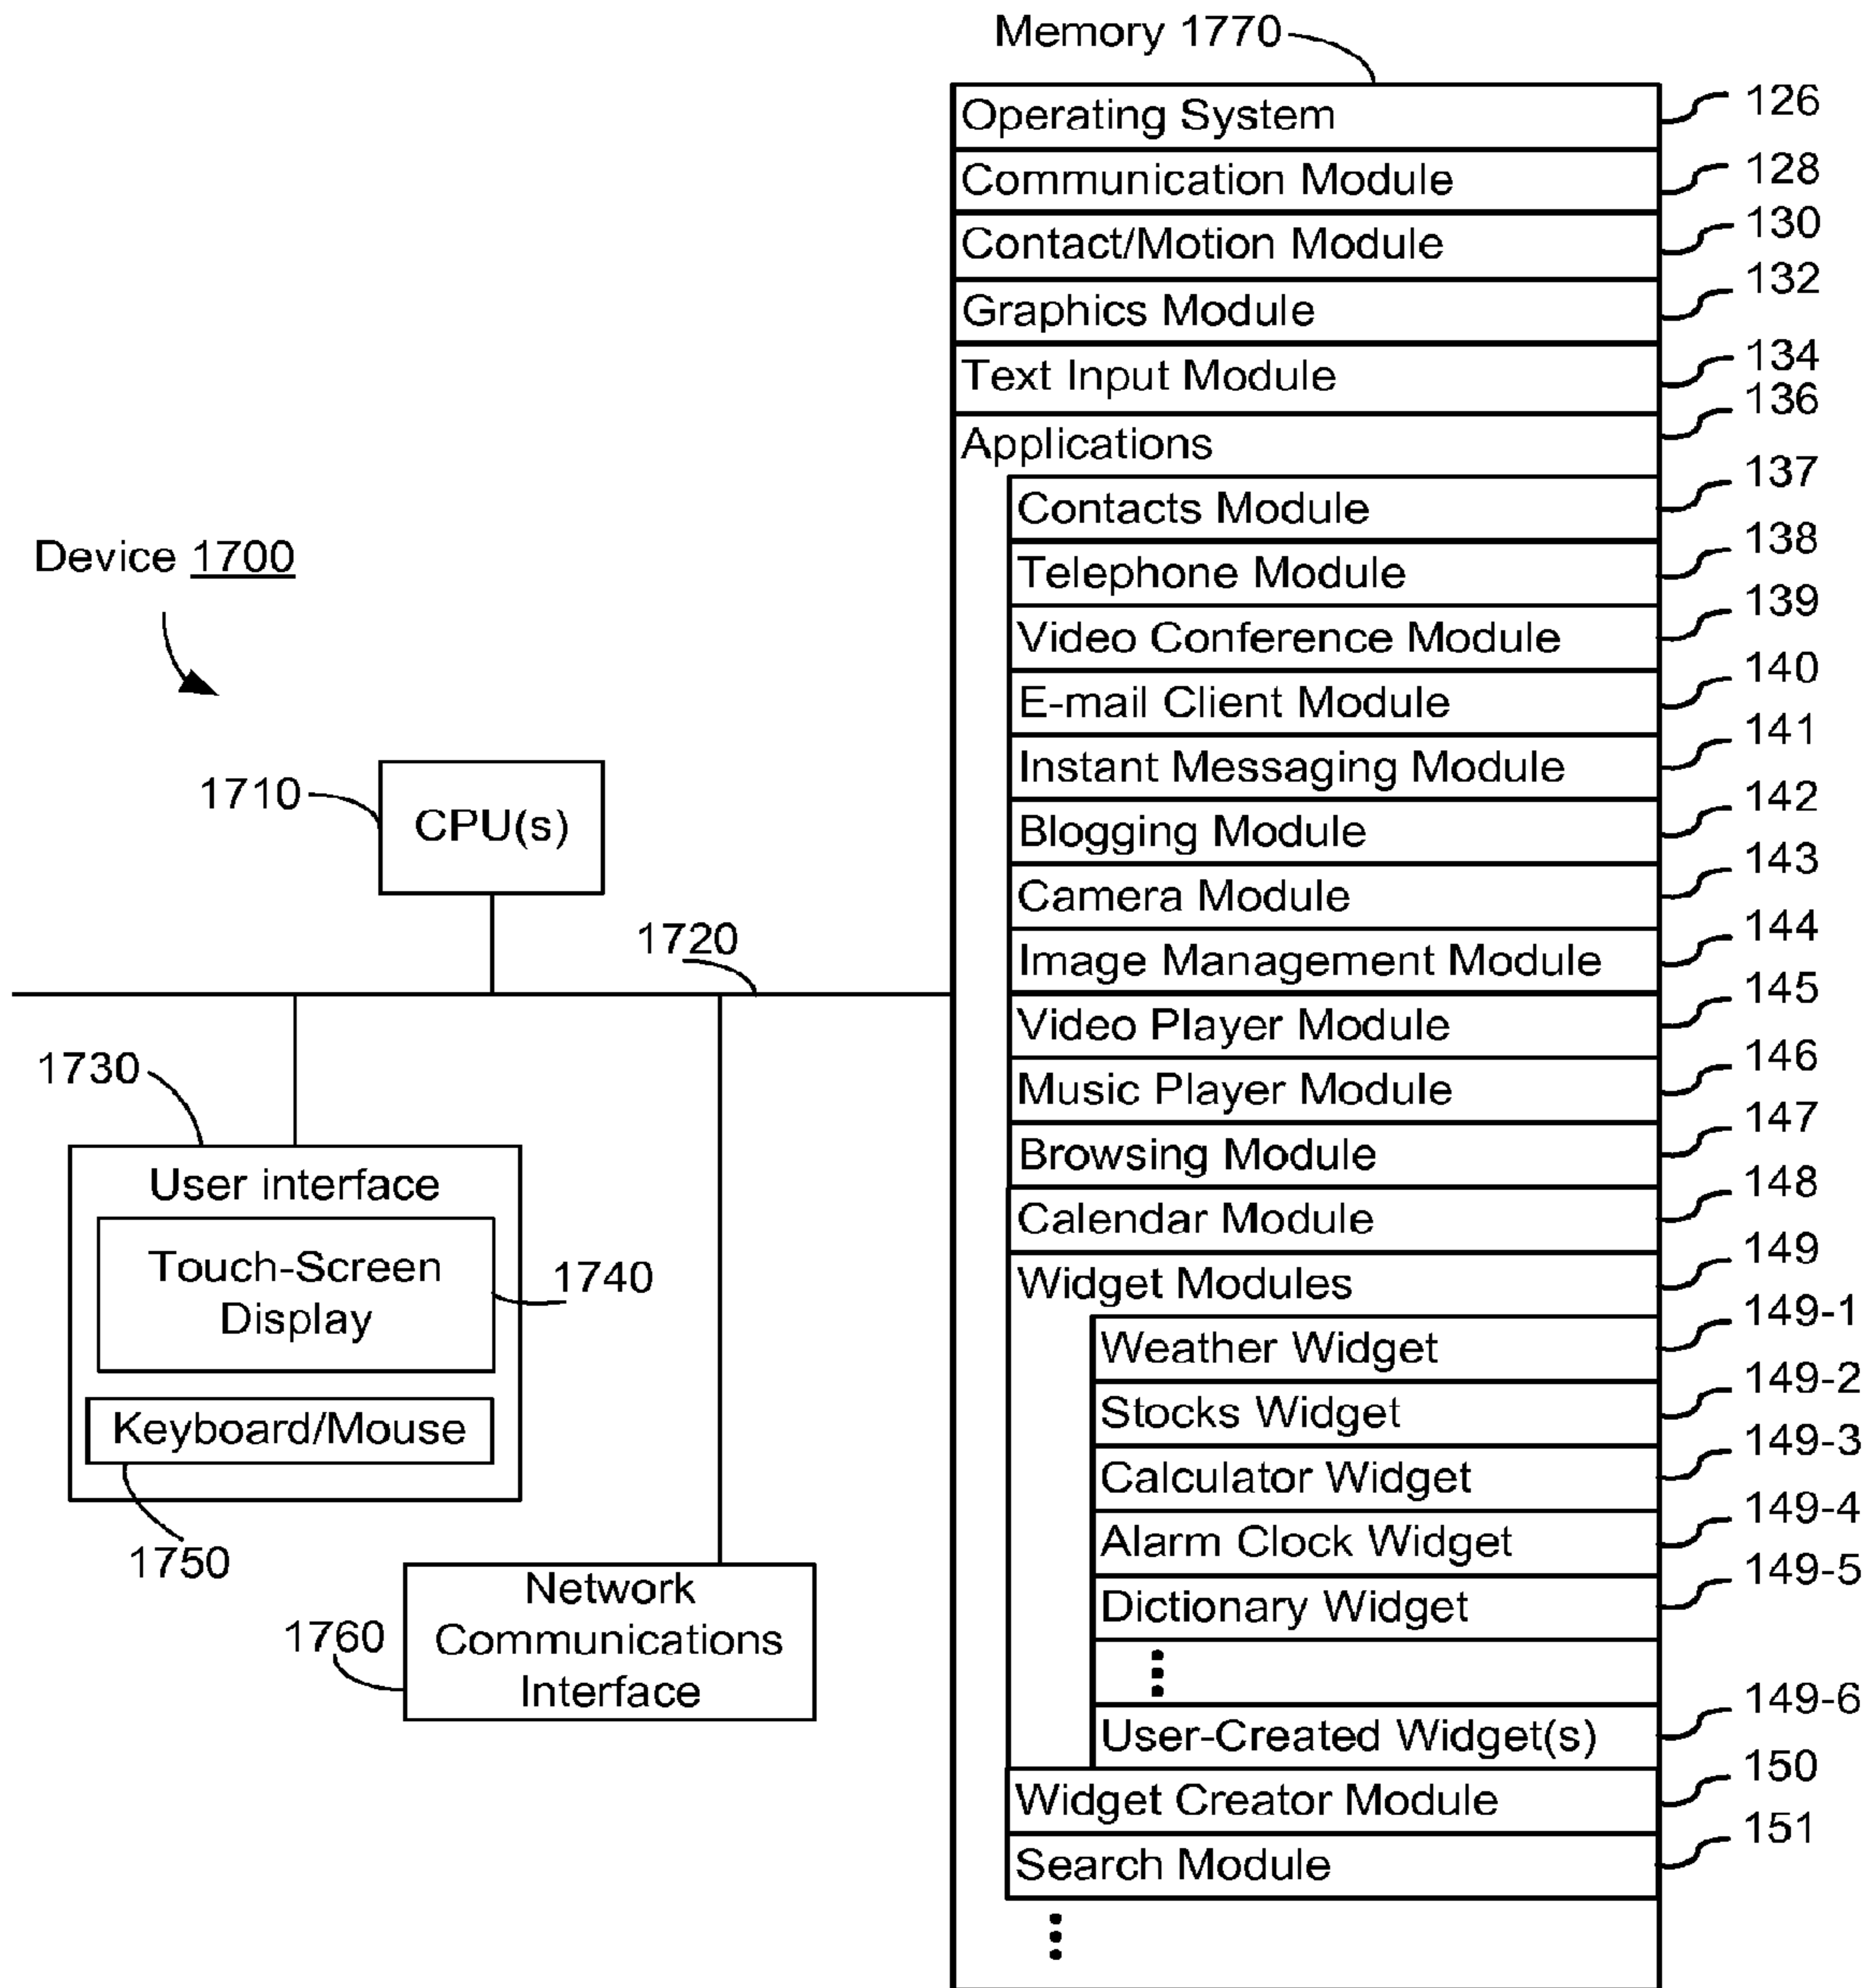 Memory 1770
Operating System 126
Communication Module 128
Contact/Motion Module 130
Graphics Module 132
Text Input Module 134
Applications 136
Contacts Module 137
Telephone Module 138
Video Conference Module 139
E-mail Client Module 140
Instant Messaging Module 141
Blogging Module 142
Camera Module 143
Image Management Module 144
Video Player Module 145
Music Player Module 146
Browsing Module 147
Calendar Module 148
Widget Modules 149
Weather Widget 149-1
Stocks Widget 149-2
Calculator Widget 149-3
Alarm Clock Widget 149-4
Dictionary Widget 149-5
User-Created Widget(s) 149-6
Widget Creator Module 150
Search Module 151
Device 1700
1710
CPU(s)
1720
1730
User interface
Touch-Screen
Display
1740
Keyboard/Mouse
1750
Network
Communications
Interface
1760